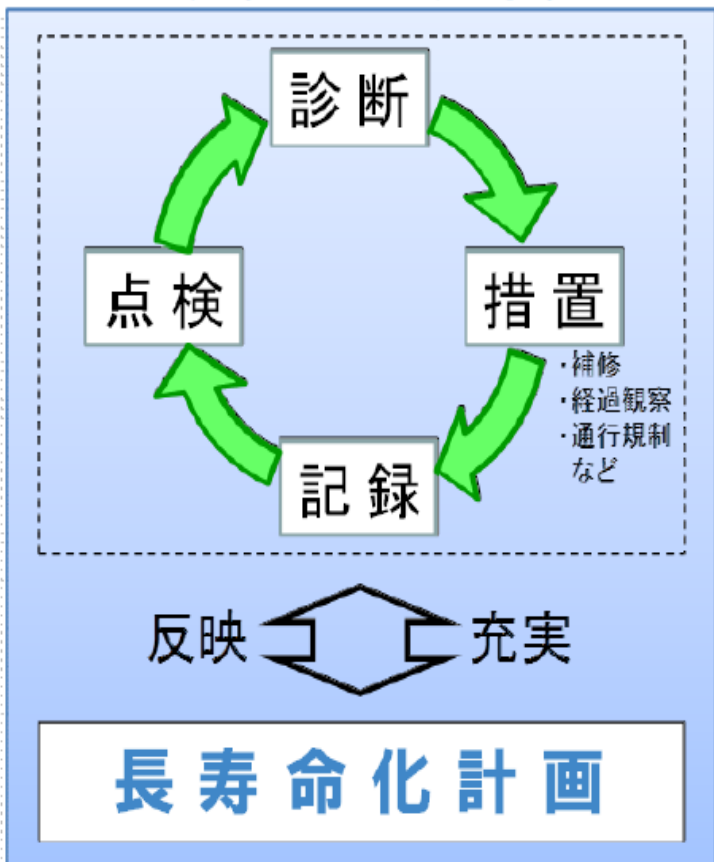 診断
点検
措置
・補修
・経過観察
・通行規制
など
記録
反映
充実
長寿命化計画